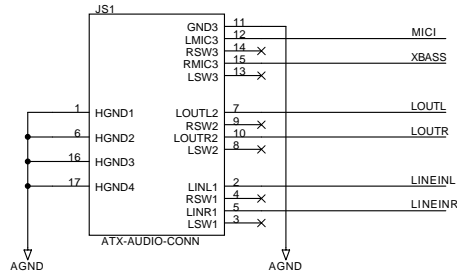 JS1
GND3 11
LMIC3 12 MICI
RSW3 14
RMIC3 15 XBASS
LSW3 13
1 HGND1 LOUTL2 7 LOUTL
RSW2 9
6 HGND2 LOUTR2 10 LOUTR
LSW2 8
16 HGND3
17 HGND4 LINL1 2 LINEINL
RSW1 4
LINR1 5 LINEINR
LSW1 3
ATX-AUDIO-CONN
AGND AGND